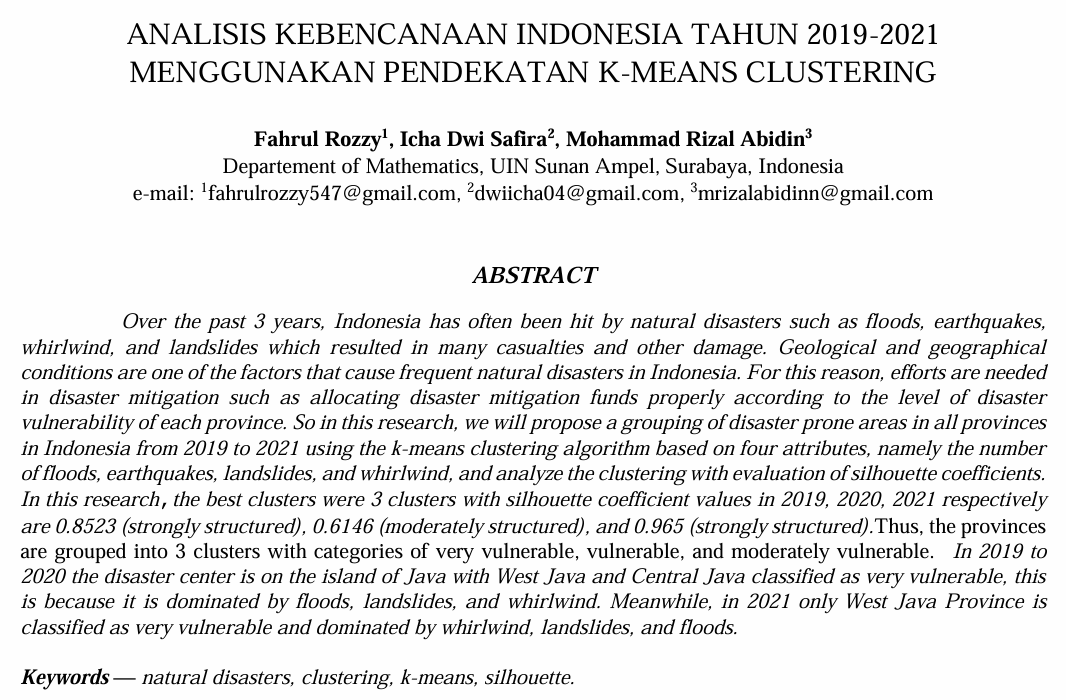 ANALISIS KEBENCANAAN INDONESIA TAHUN 2019-2021
MENGGUNAKAN PENDEKATAN K-MEANS CLUSTERING
Fahrul Rozzy¹, Icha Dwi Safira², Mohammad Rizal Abidin³
Departement of Mathematics, UIN Sunan Ampel, Surabaya, Indonesia
e-mail: ¹fahrulrozzy547@gmail.com, ²dwiicha04@gmail.com, ³mrizalabidinn@gmail.com
ABSTRACT
Over the past 3 years, Indonesia has often been hit by natural disasters such as floods, earthquakes,
whirlwind, and landslides which resulted in many casualties and other damage. Geological and geographical
conditions are one of the factors that cause frequent natural disasters in Indonesia. For this reason, efforts are needed
in disaster mitigation such as allocating disaster mitigation funds properly according to the level of disaster
vulnerability of each province. So in this research, we will propose a grouping of disaster prone areas in all provinces
in Indonesia from 2019 to 2021 using the k-means clustering algorithm based on four attributes, namely the number
of floods, earthquakes, landslides, and whirlwind, and analyze the clustering with evaluation of silhouette coefficients.
In this research, the best clusters were 3 clusters with silhouette coefficient values in 2019, 2020, 2021 respectively
are 0.8523 (strongly structured), 0.6146 (moderately structured), and 0.965 (strongly structured).Thus, the provinces
are grouped into 3 clusters with categories of very vulnerable, vulnerable, and moderately vulnerable. In 2019 to
2020 the disaster center is on the island of Java with West Java and Central Java classified as very vulnerable, this
is because it is dominated by floods, landslides, and whirlwind. Meanwhile, in 2021 only West Java Province is
classified as very vulnerable and dominated by whirlwind, landslides, and floods.
Keywords — natural disasters, clustering, k-means, silhouette.